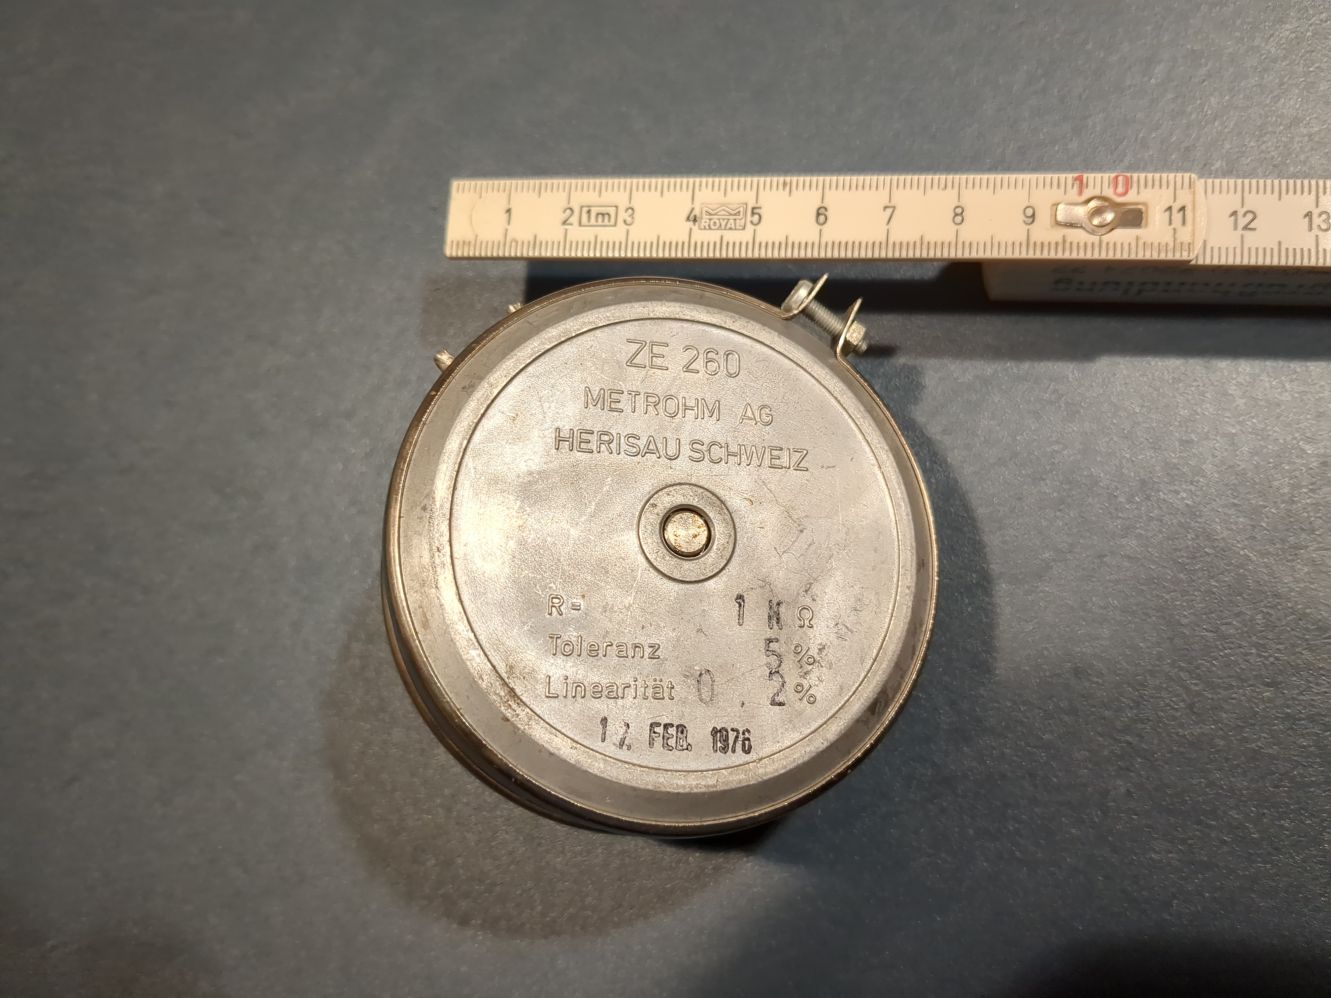 1 2 1m 3 4 ROYAL 5 6 7 8 9 10 11 12 13
ZE 260
METROHM AG
HERISAU SCHWEIZ
R= 1 K Ω
Toleranz 5 %
Linearität 0.2 %
17. FEB. 1976